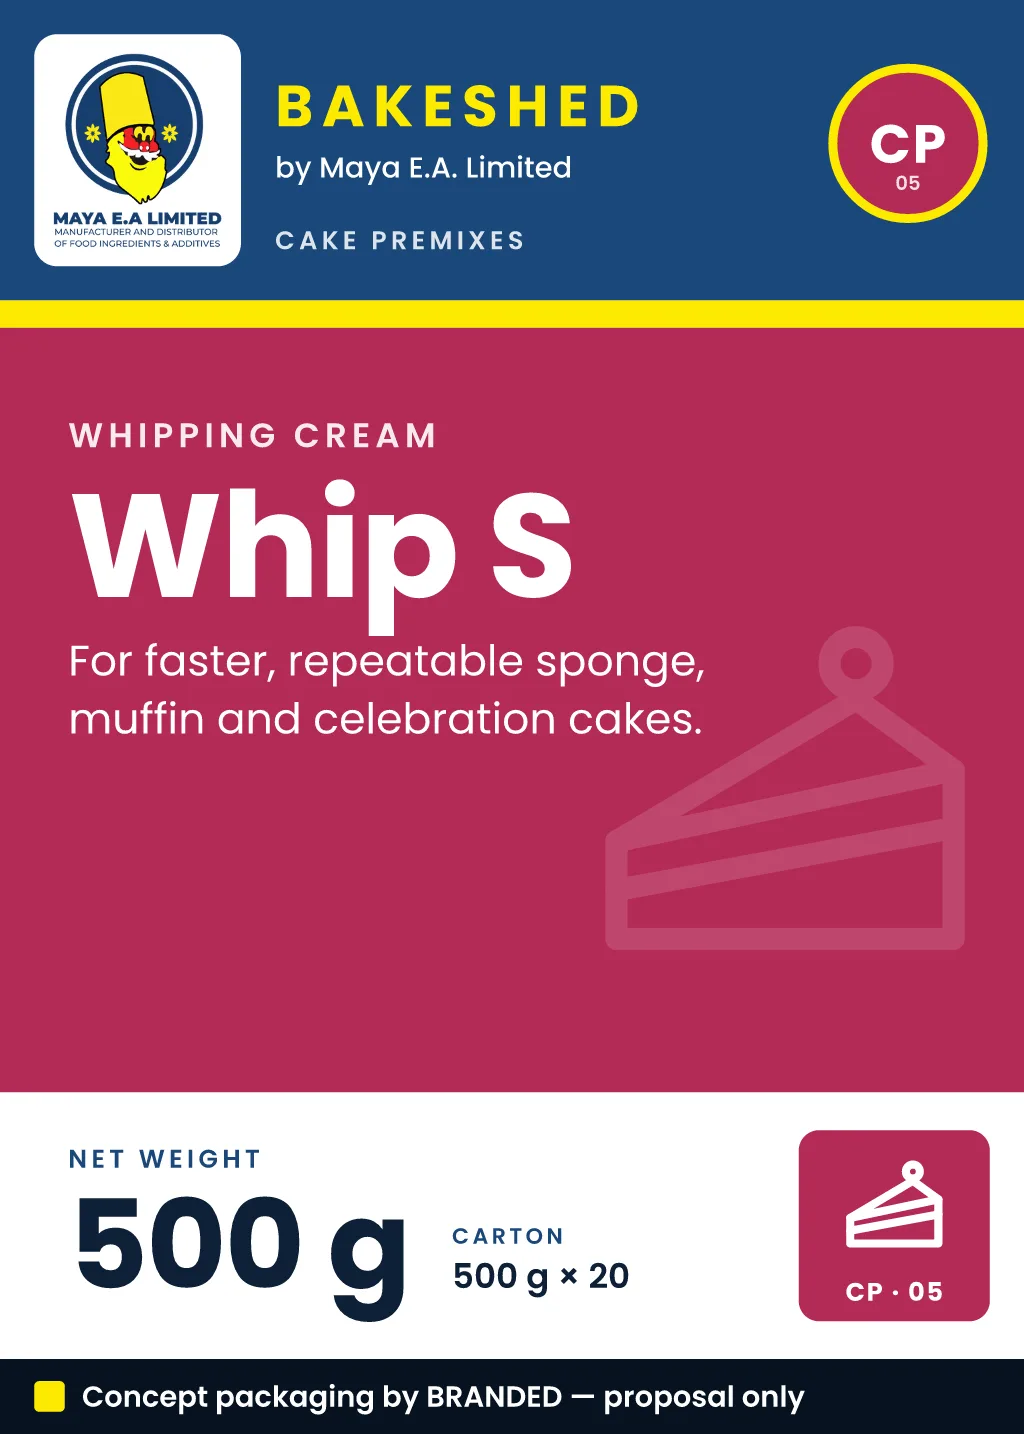 MAYA E.A LIMITED
MANUFACTURER AND DISTRIBUTOR
OF FOOD INGREDIENTS & ADDITIVES
BAKESHED
by Maya E.A. Limited
CAKE PREMIXES
CP
05
WHIPPING CREAM
Whip S
For faster, repeatable sponge,
muffin and celebration cakes.
NET WEIGHT
500 g
CARTON
500 g × 20
CP · 05
Concept packaging by BRANDED — proposal only